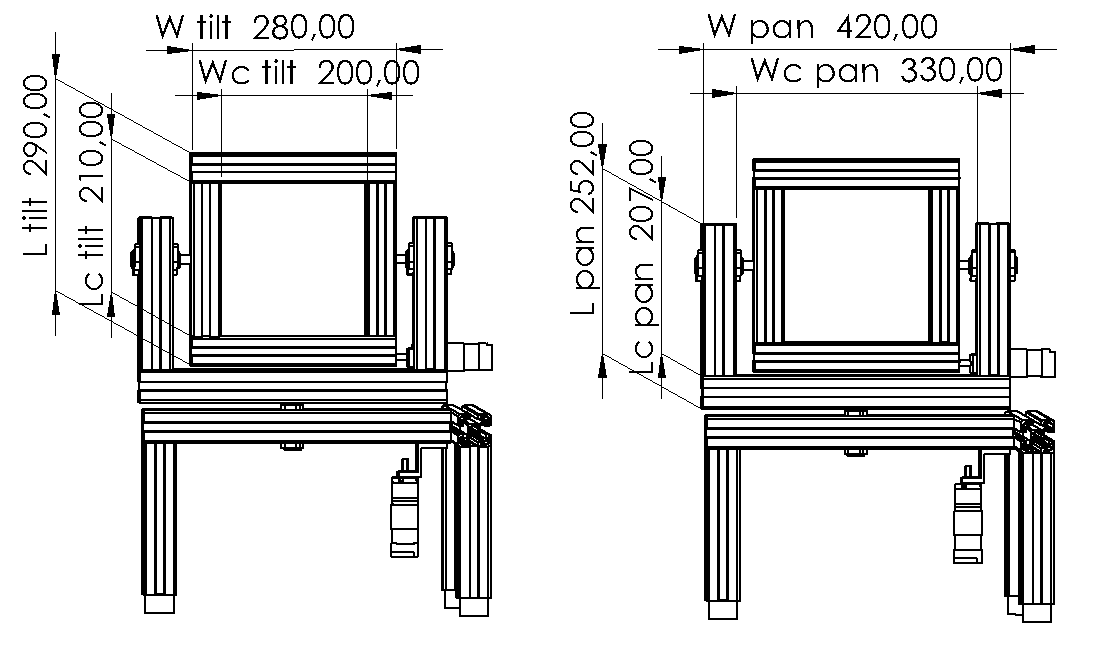 W tilt 280,00
Wc tilt 200,00
L tilt 290,00
Lc tilt 210,00
W pan 420,00
Wc pan 330,00
L pan 252,00
Lc pan 207,00